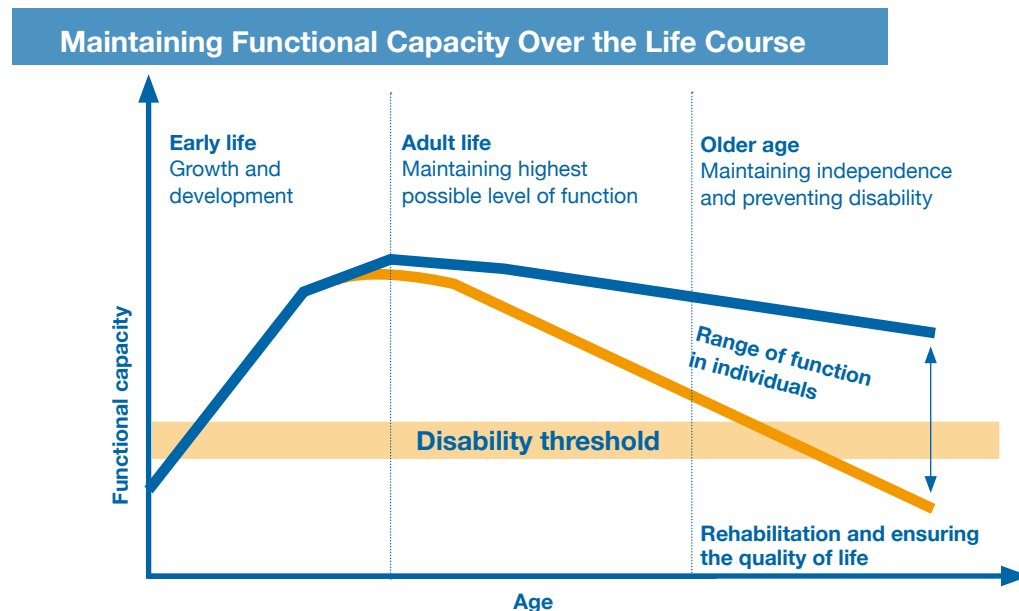 Maintaining Functional Capacity Over the Life Course
Early life
Growth and
development
Adult life
Maintaining highest
possible level of function
Older age
Maintaining independence
and preventing disability
Functional capacity
Range of function
in individuals
Disability threshold
Rehabilitation and ensuring
the quality of life
Age